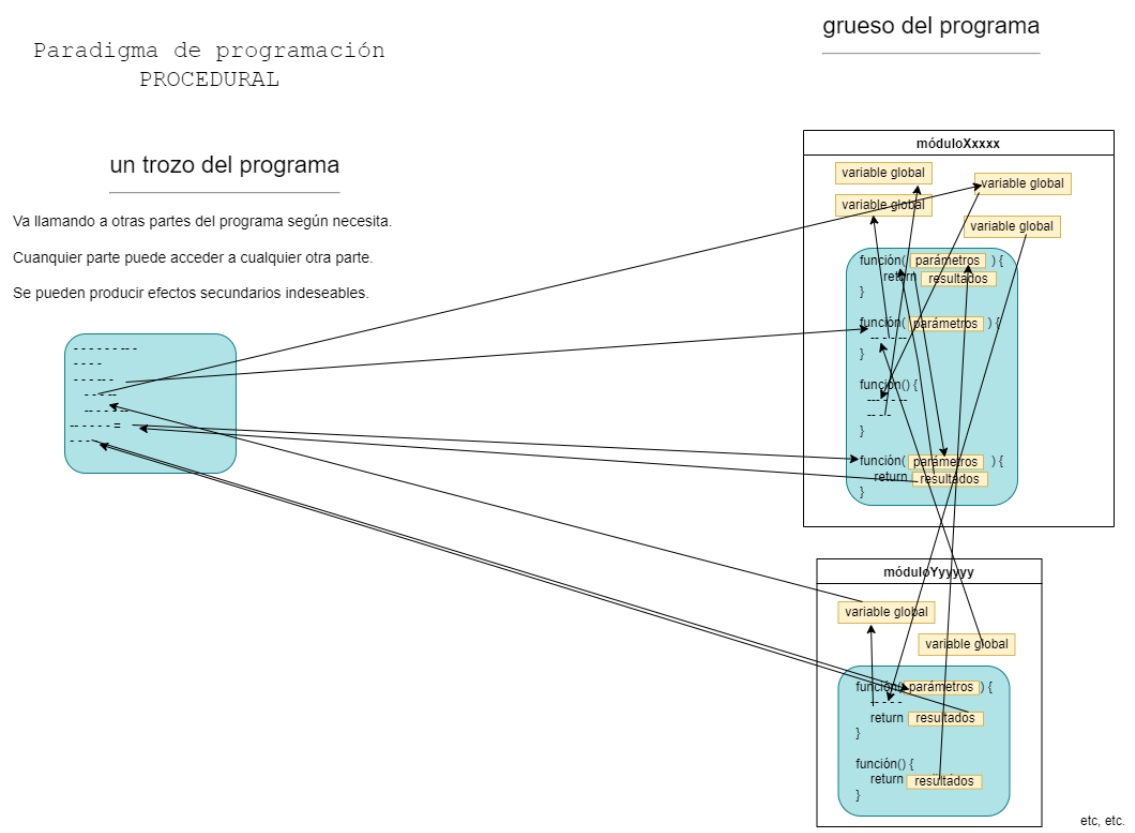 Paradigma de programación
PROCEDURAL
grueso del programa
un trozo del programa
Va llamando a otras partes del programa según necesita.
Cuanquier parte puede acceder a cualquier otra parte.
Se pueden producir efectos secundarios indeseables.
- - - - - - - - -
- - - -
- - - - -- -
- - - --
-- - - - --
-- - - - - =
- - - -
móduloXxxxx
variable global
variable global
variable global
variable global
función( parámetros ) {
return resultados
}
función( parámetros ) {
-- - - --
}
función() {
--- - - --
-- - --
}
función( parámetros ) {
return resultados
}
móduloYyyyyy
variable global
variable global
función( parámetros ) {
- - - - -
return resultados
}
función() {
return resultados
}
etc, etc.